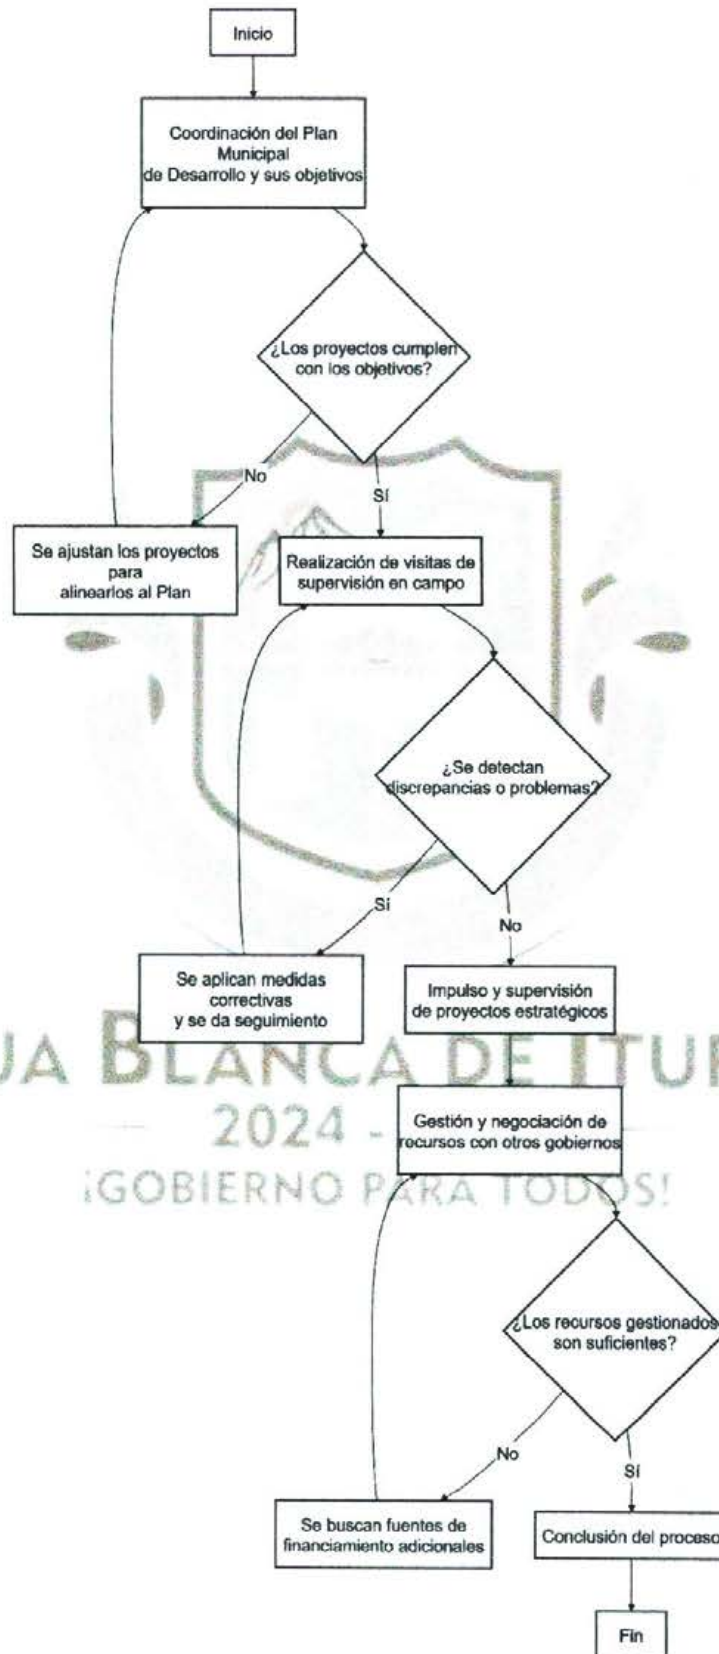 Inicio
Coordinación del Plan
Municipal
de Desarrollo y sus objetivos
¿Los proyectos cumplen
con los objetivos?
No
Sí
Se ajustan los proyectos
para
alinearlos al Plan
Realización de visitas de
supervisión en campo
¿Se detectan
discrepancias o problemas?
Sí
No
Se aplican medidas
correctivas
y se da seguimiento
Impulso y supervisión
de proyectos estratégicos
UA BLANCA DE ITU
Gestión y negociación de
recursos con otros gobiernos
2024 -
¡GOBIERNO PARA TODOS!
¿Los recursos gestionados
son suficientes?
No
Sí
Se buscan fuentes de
financiamiento adicionales
Conclusión del proceso
Fin